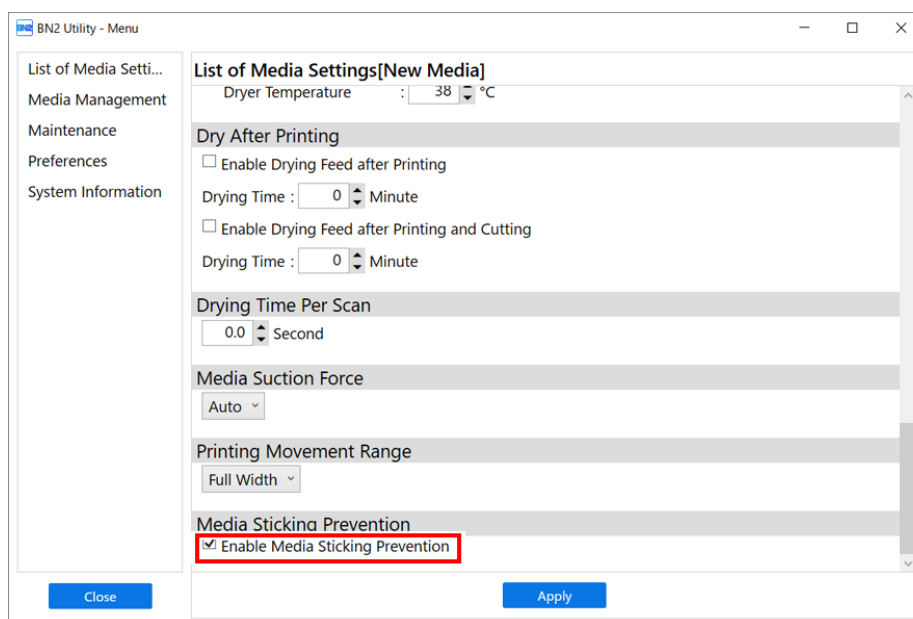 BN2 BN2 Utility - Menu
List of Media Setti...
Media Management
Maintenance
Preferences
System Information
Close
List of Media Settings[New Media]
Dryer Temperature : 38 °C
Dry After Printing
Enable Drying Feed after Printing
Drying Time : 0 Minute
Enable Drying Feed after Printing and Cutting
Drying Time : 0 Minute
Drying Time Per Scan
0.0 Second
Media Suction Force
Auto
Printing Movement Range
Full Width
Media Sticking Prevention
Enable Media Sticking Prevention
Apply